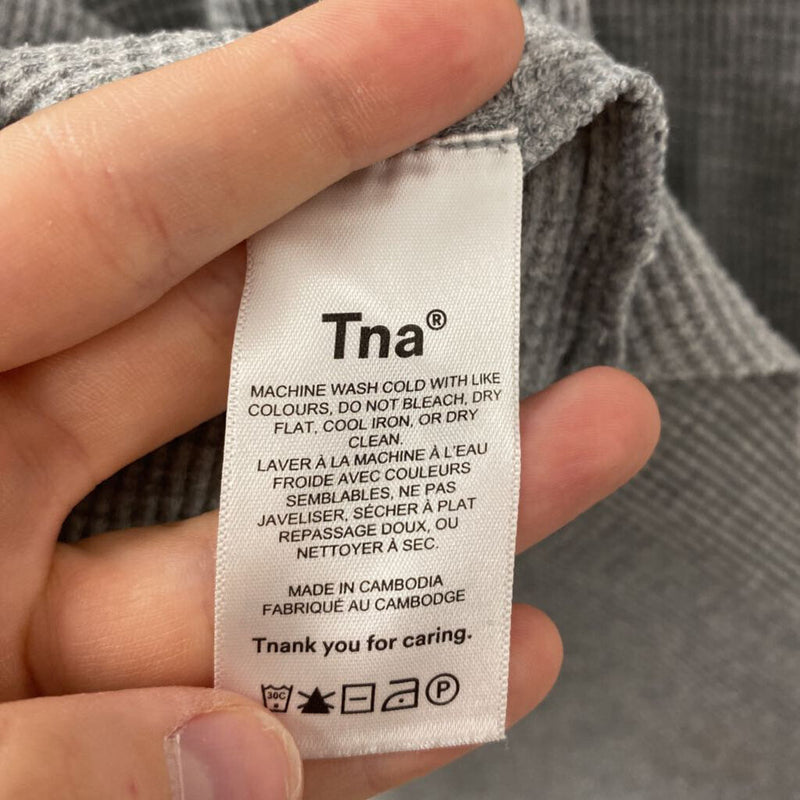 Tna®
MACHINE WASH COLD WITH LIKE
COLOURS, DO NOT BLEACH, DRY
FLAT, COOL IRON, OR DRY
CLEAN.
LAVER À LA MACHINE À L'EAU
FROIDE AVEC COULEURS
SEMBLABLES, NE PAS
JAVELISER, SÉCHER À PLAT
REPASSAGE DOUX, OU
NETTOYER À SEC.
MADE IN CAMBODIA
FABRIQUÉ AU CAMBODGE
Tnank you for caring.
30C P